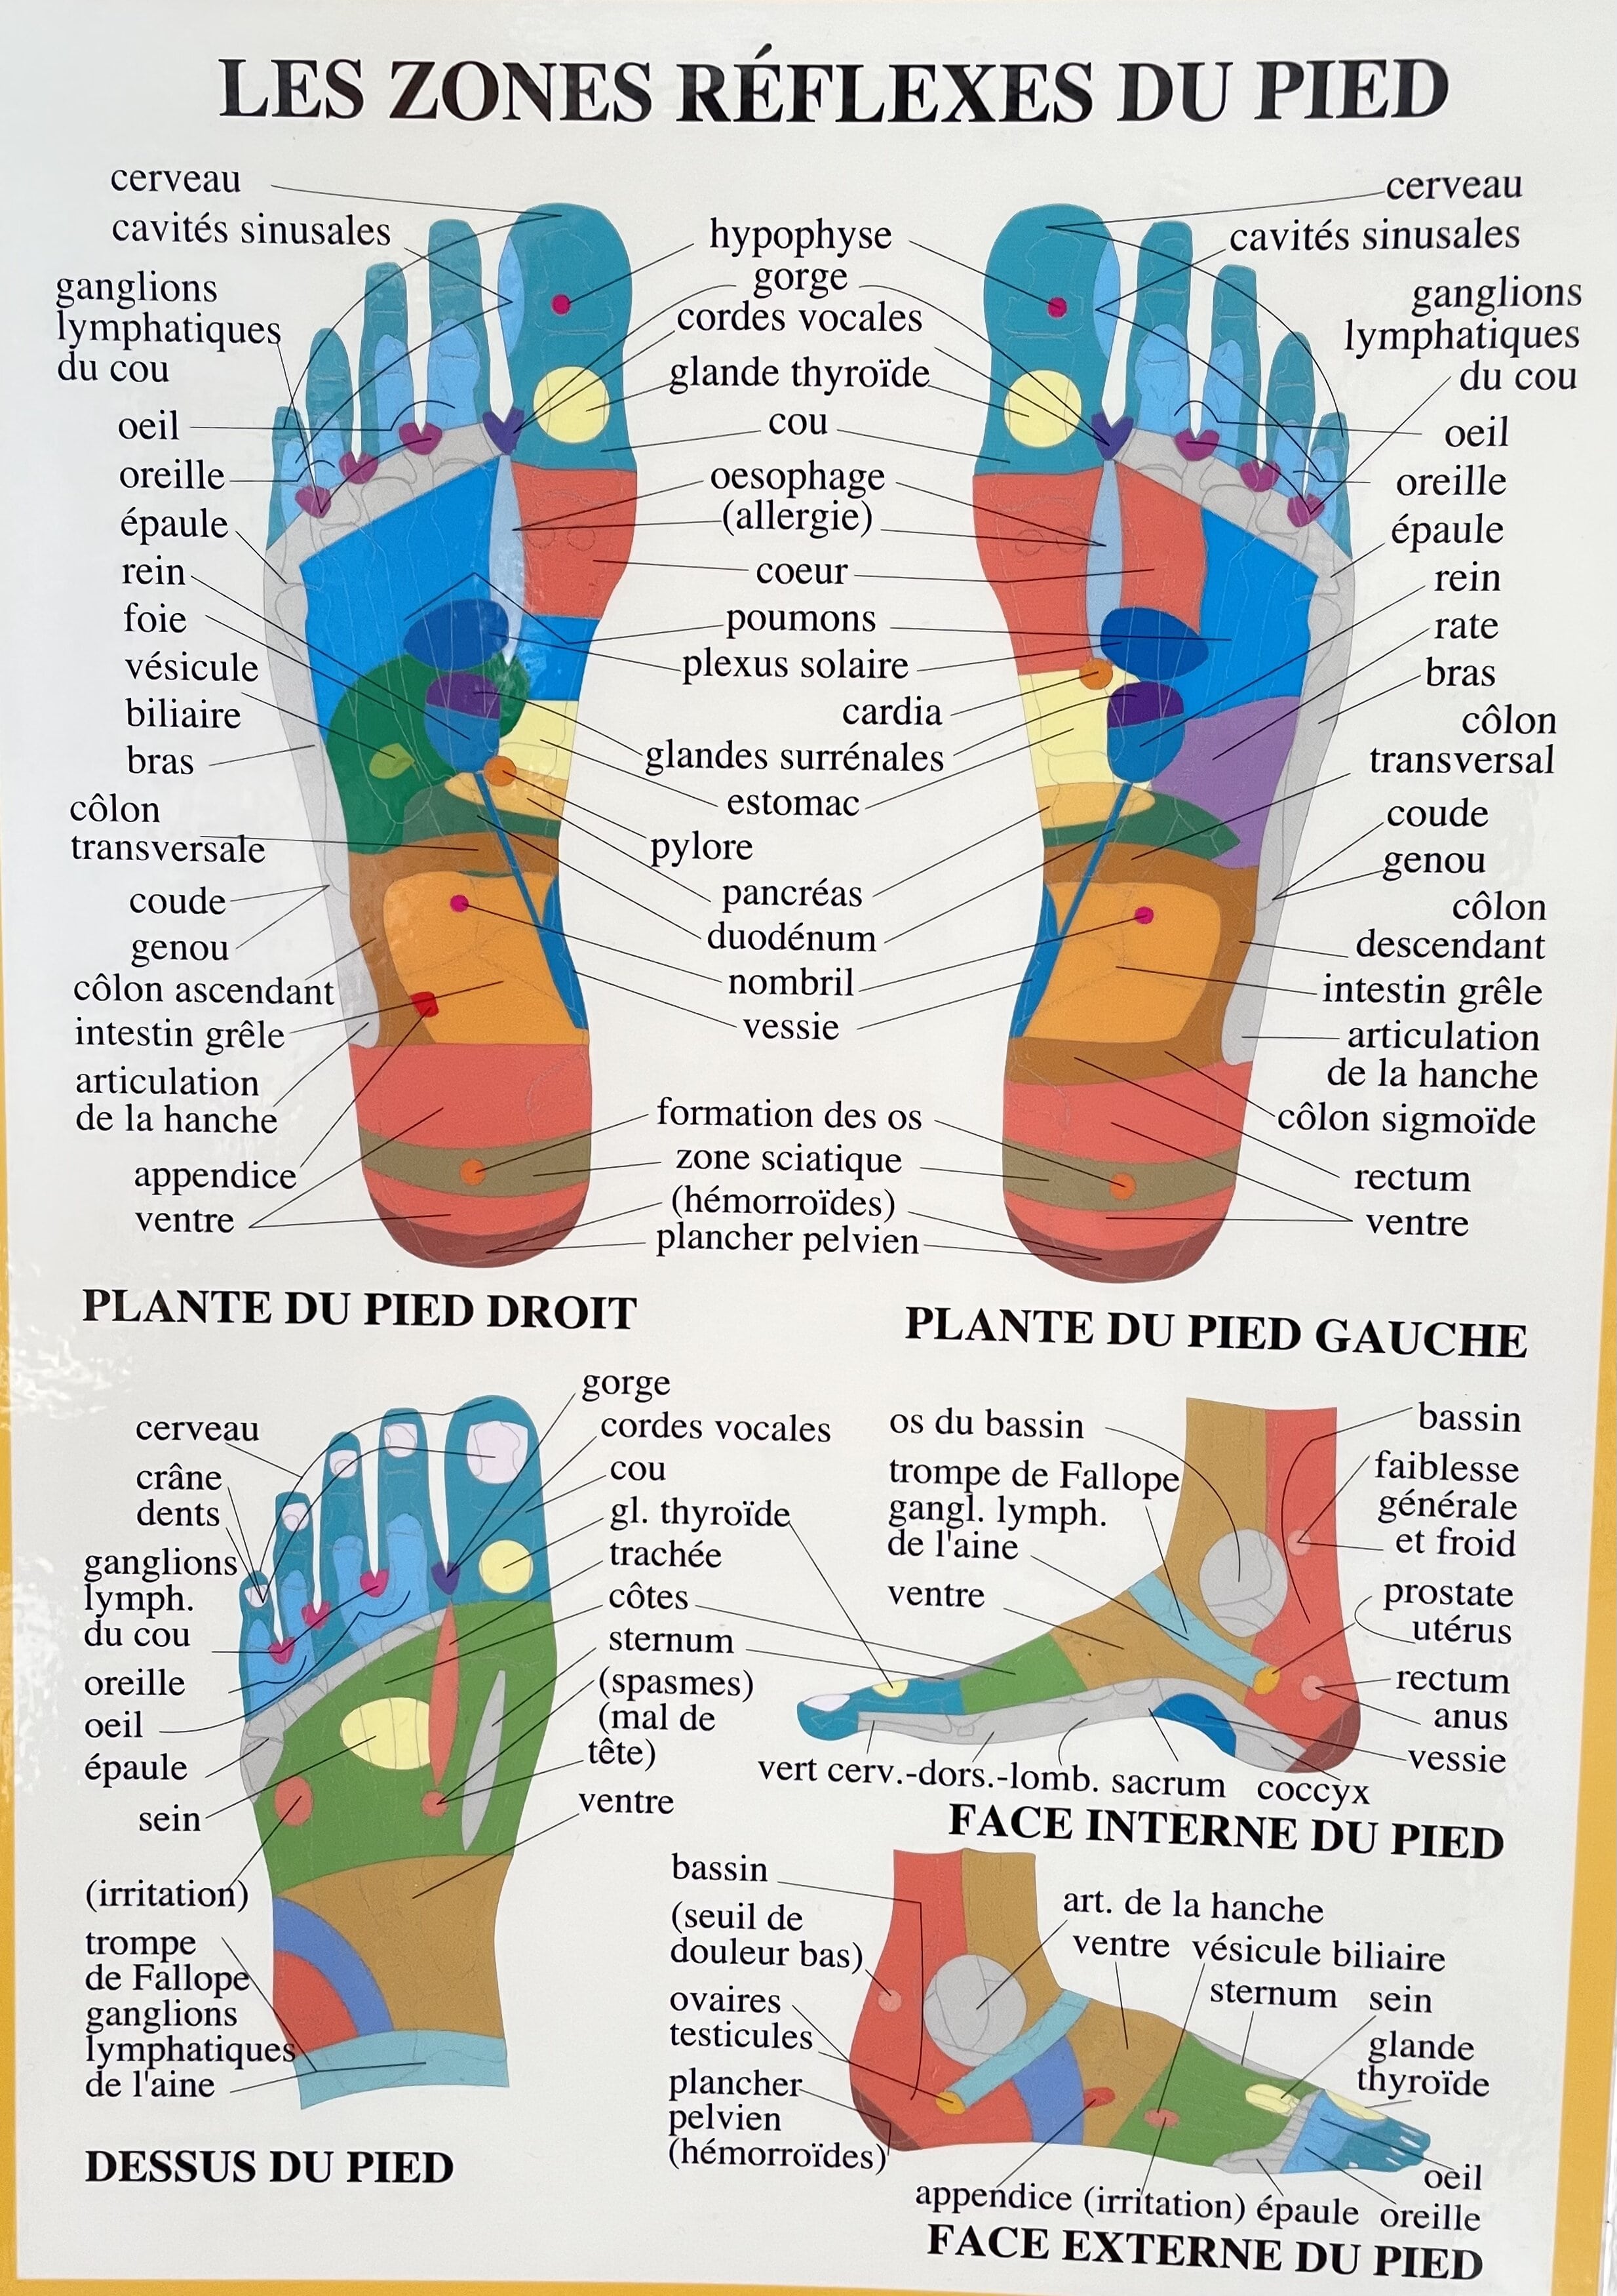 LES ZONES RÉFLEXES DU PIED
cerveau
cavités sinusales
ganglions
lymphatiques
du cou
oeil
oreille
épaule
rein
foie
vésicule
biliaire
bras
côlon
transversale
coude
genou
côlon ascendant
intestin grêle
articulation
de la hanche
appendice
ventre
hypophyse
gorge
cordes vocales
glande thyroïde
cou
oesophage
(allergie)
coeur
poumons
plexus solaire
cardia
glandes surrénales
estomac
pylore
pancréas
duodénum
nombril
vessie
formation des os
zone sciatique
(hémorroïdes)
plancher pelvien
cerveau
cavités sinusales
ganglions
lymphatiques
du cou
oeil
oreille
épaule
rein
rate
bras
côlon
transversal
coude
genou
côlon
descendant
intestin grêle
articulation
de la hanche
côlon sigmoïde
rectum
ventre
PLANTE DU PIED DROIT
PLANTE DU PIED GAUCHE
cerveau
crâne
dents
ganglions
lymph.
du cou
oreille
oeil
épaule
sein
(irritation)
trompe
de Fallope
ganglions
lymphatiques
de l'aine
gorge
cordes vocales
cou
gl. thyroïde
trachée
côtes
sternum
(spasmes)
(mal de
tête)
ventre
DESSUS DU PIED
os du bassin
trompe de Fallope
gangl. lymph.
de l'aine
ventre
bassin
faiblesse
générale
et froid
prostate
utérus
rectum
anus
vessie
vert cerv.-dors.-lomb. sacrum coccyx
FACE INTERNE DU PIED
bassin
(seuil de
douleur bas)
ovaires
testicules
plancher
pelvien
(hémorroïdes)
art. de la hanche
ventre vésicule biliaire
sternum sein
glande
thyroïde
oeil
appendice (irritation) épaule oreille
FACE EXTERNE DU PIED